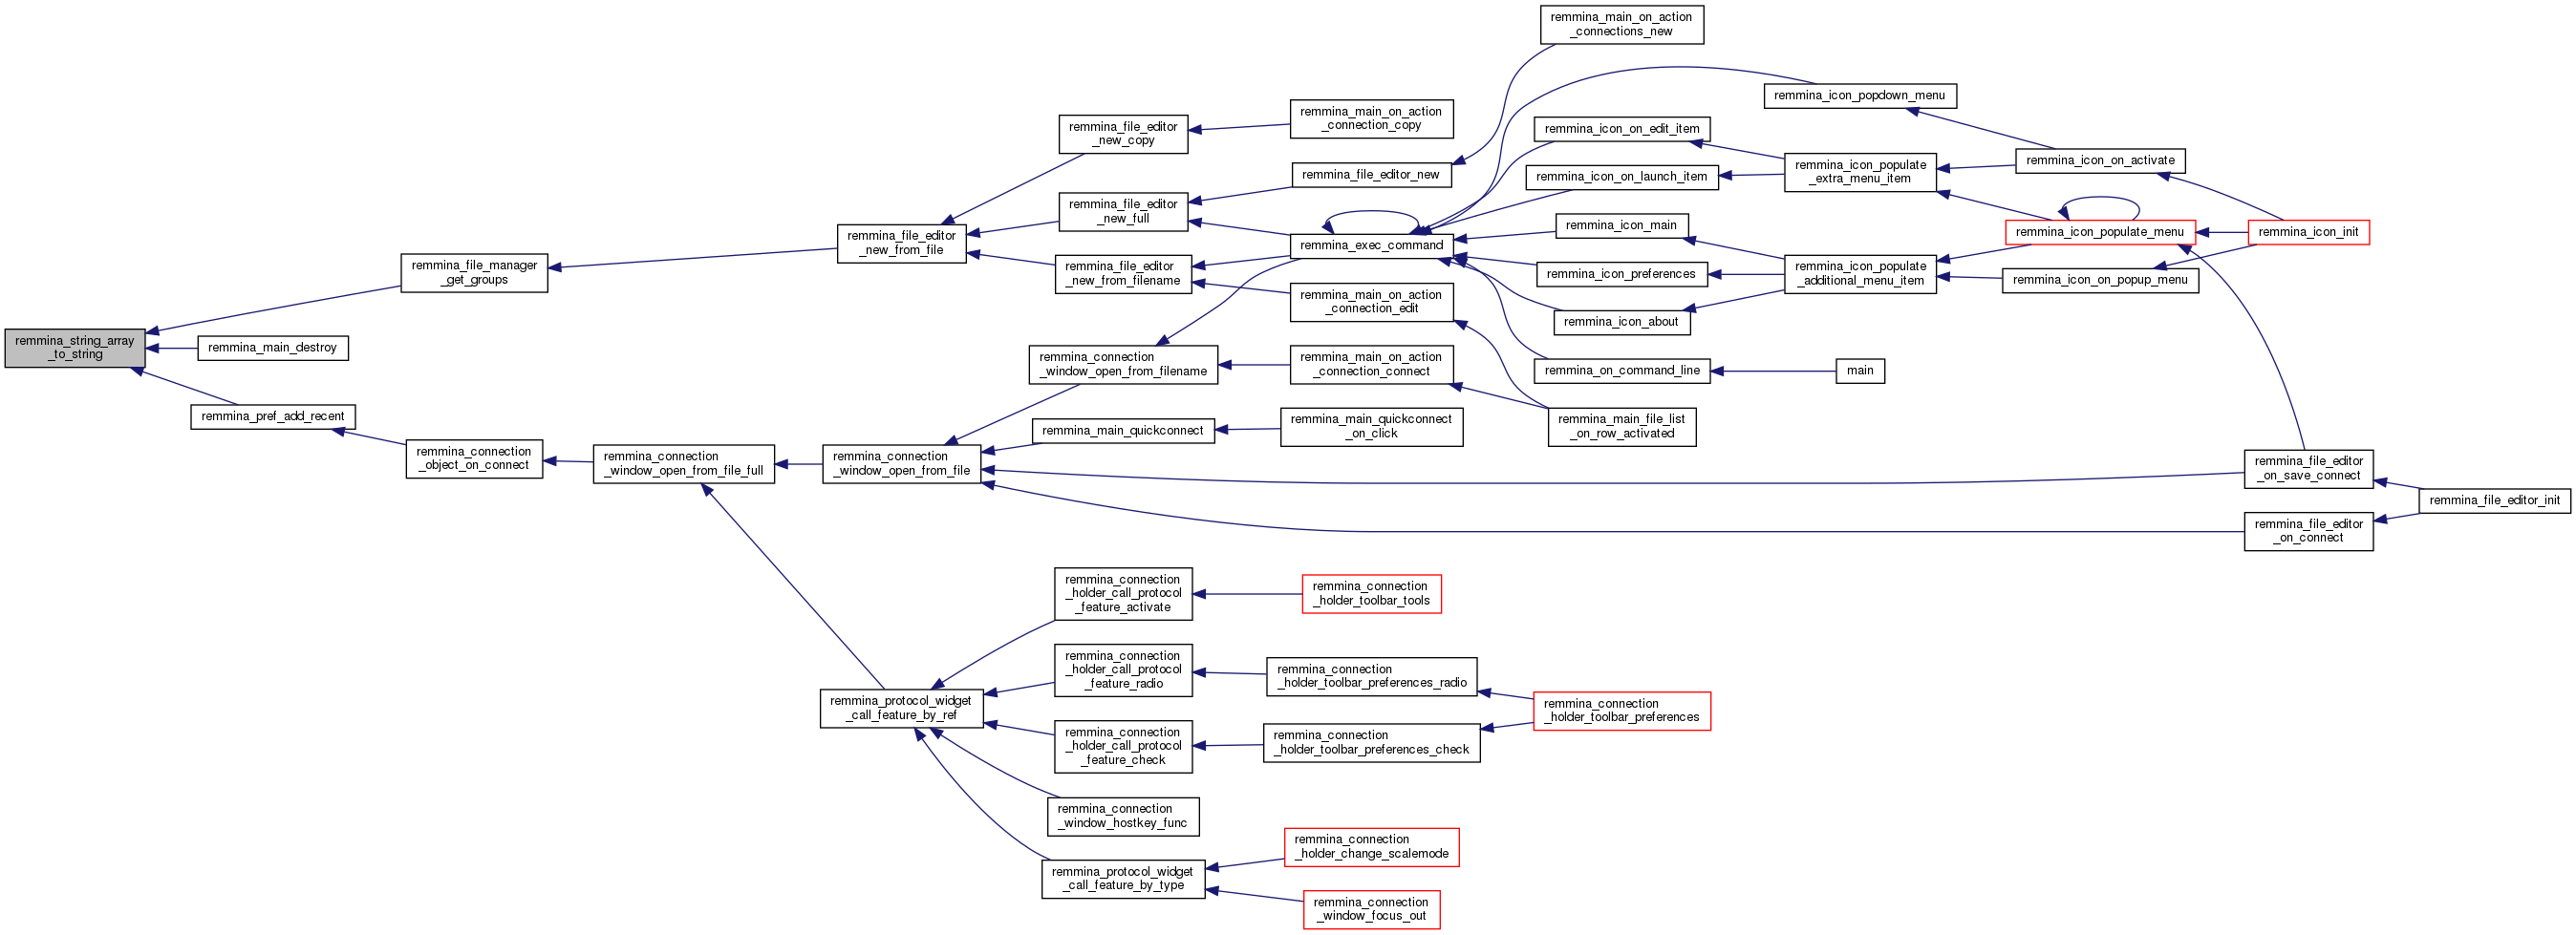 remmina_string_array
_to_string
remmina_file_manager
_get_groups
remmina_main_destroy
remmina_pref_add_recent
remmina_connection
_object_on_connect
remmina_file_editor
_new_from_file
remmina_connection
_window_open_from_file_full
remmina_connection
_window_open_from_file
remmina_protocol_widget
_call_feature_by_ref
remmina_file_editor
_new_copy
remmina_file_editor
_new_full
remmina_file_editor
_new_from_filename
remmina_connection
_window_open_from_filename
remmina_main_quickconnect
remmina_connection
_holder_call_protocol
_feature_activate
remmina_connection
_holder_call_protocol
_feature_radio
remmina_connection
_holder_call_protocol
_feature_check
remmina_connection
_window_hostkey_func
remmina_protocol_widget
_call_feature_by_type
remmina_main_on_action
_connection_copy
remmina_file_editor_new
remmina_exec_command
remmina_main_on_action
_connection_edit
remmina_main_on_action
_connection_connect
remmina_main_quickconnect
_on_click
remmina_connection
_holder_toolbar_tools
remmina_connection
_holder_toolbar_preferences_radio
remmina_connection
_holder_toolbar_preferences_check
remmina_connection
_holder_change_scalemode
remmina_connection
_window_focus_out
remmina_main_on_action
_connections_new
remmina_icon_on_edit_item
remmina_icon_on_launch_item
remmina_icon_main
remmina_icon_preferences
remmina_icon_about
remmina_on_command_line
remmina_main_file_list
_on_row_activated
remmina_connection
_holder_toolbar_preferences
remmina_icon_popdown_menu
remmina_icon_populate
_extra_menu_item
remmina_icon_populate
_additional_menu_item
main
remmina_icon_on_activate
remmina_icon_populate_menu
remmina_icon_on_popup_menu
remmina_icon_init
remmina_file_editor
_on_save_connect
remmina_file_editor
_on_connect
remmina_file_editor_init